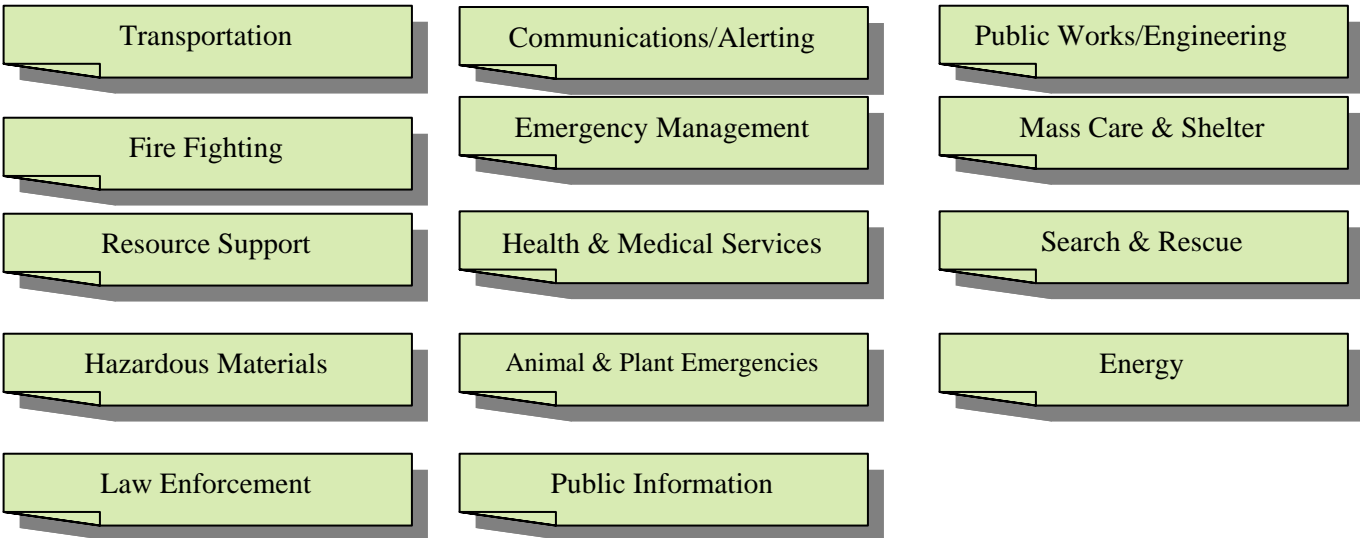 Transportation
Communications/Alerting
Public Works/Engineering
Fire Fighting
Emergency Management
Mass Care & Shelter
Resource Support
Health & Medical Services
Search & Rescue
Hazardous Materials
Animal & Plant Emergencies
Energy
Law Enforcement
Public Information